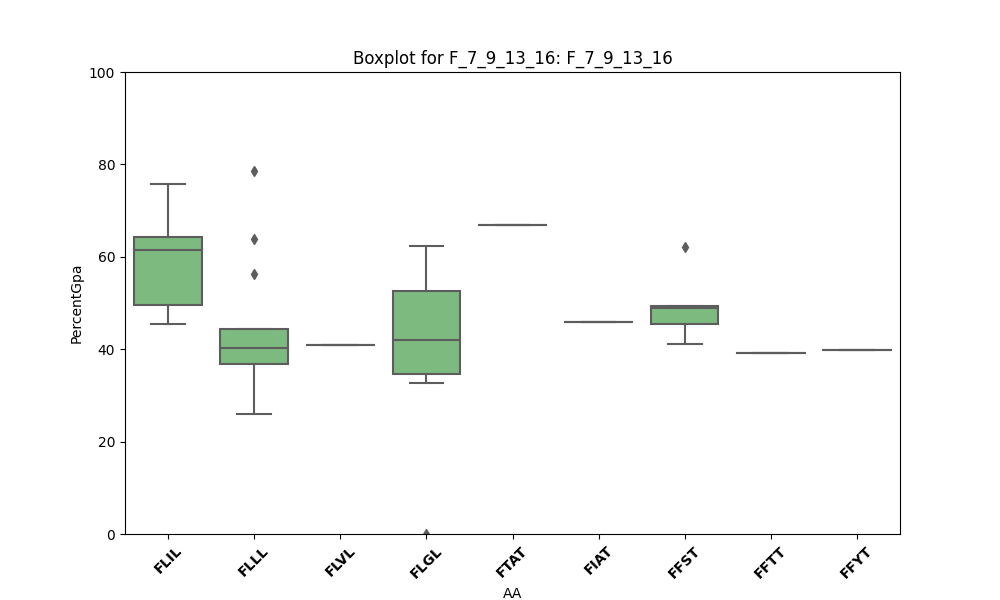 Boxplot for F_7_9_13_16: F_7_9_13_16
100
80
60
40
20
0
PercentGpa
FLIL
FLLL
FLVL
FLGL
FTAT
FIAT
FFST
FFTT
FFYT
AA